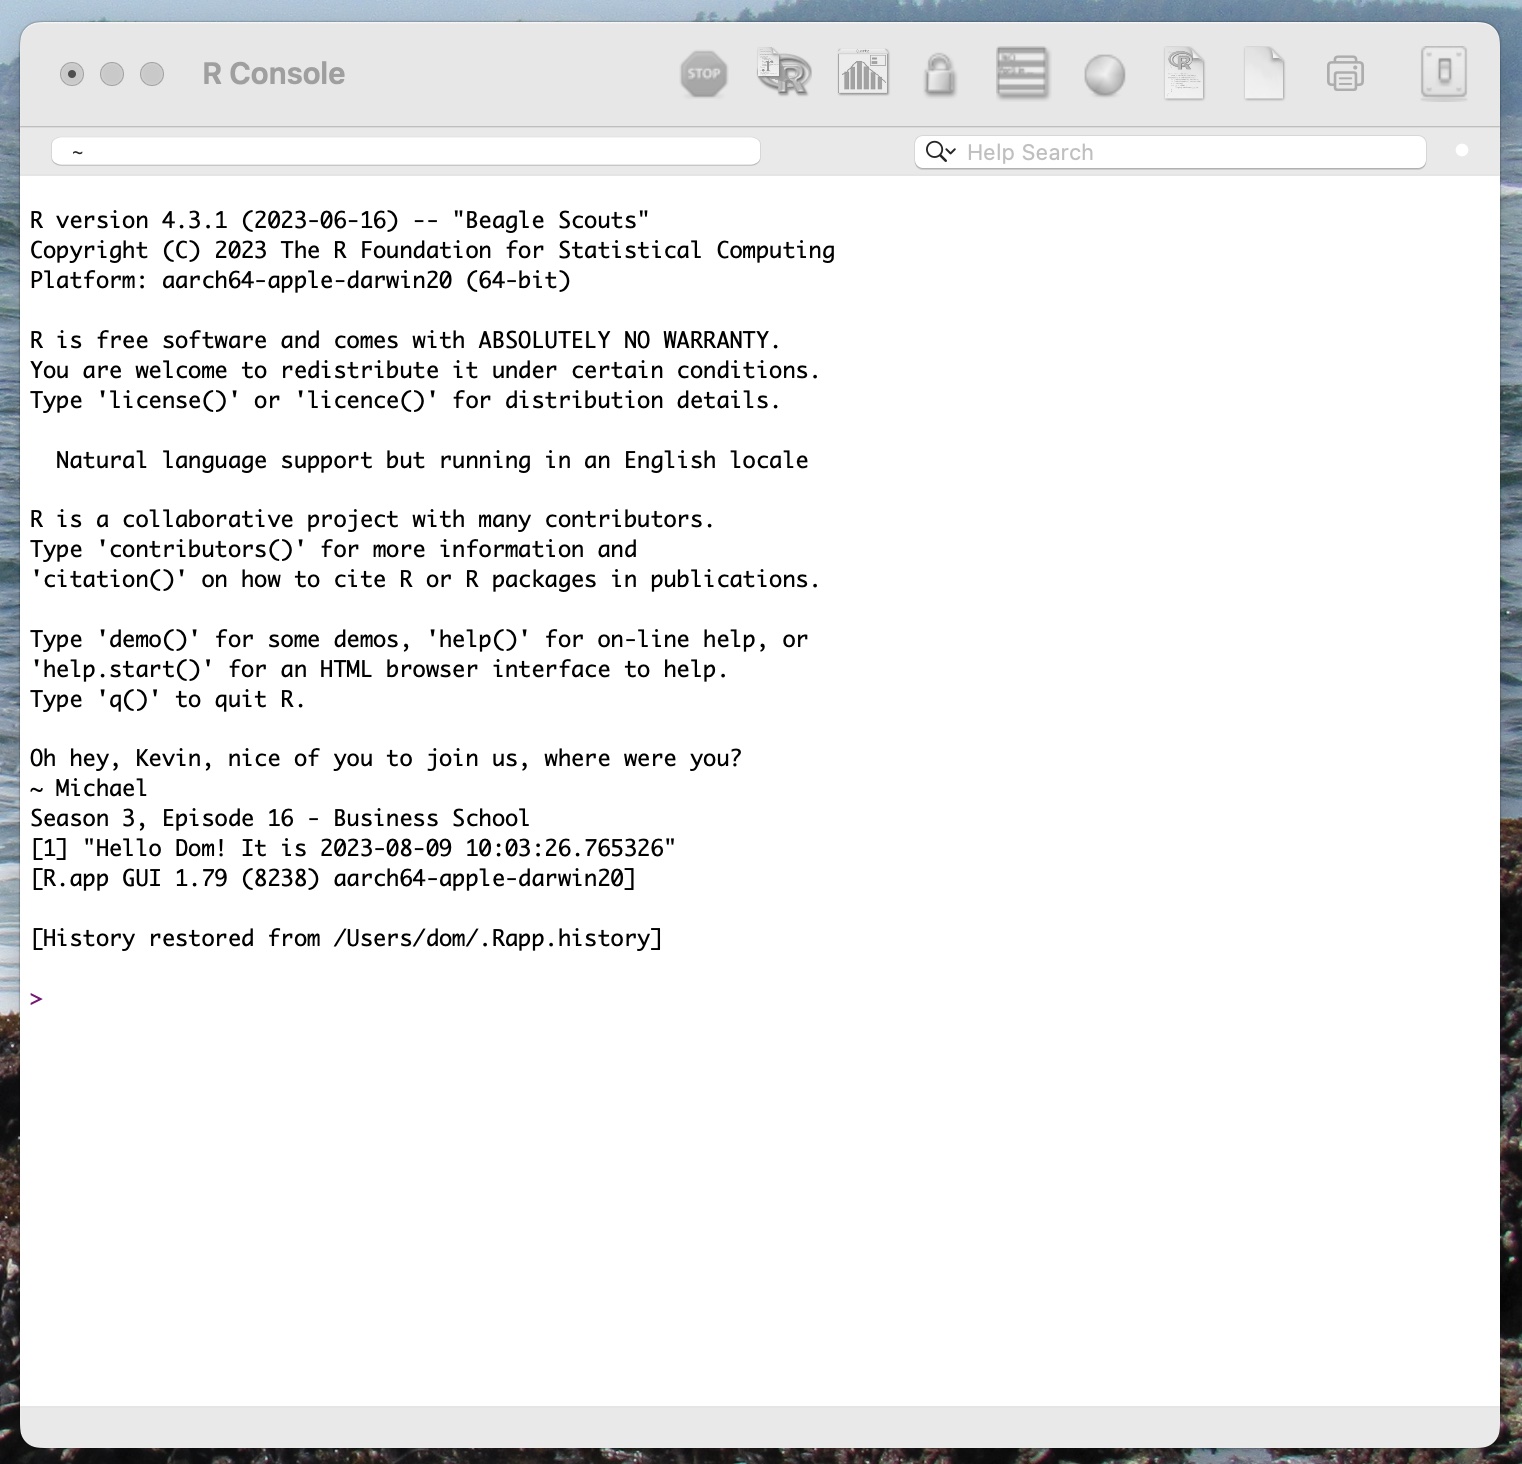 R Console
STOP
~
Help Search
R version 4.3.1 (2023-06-16) -- "Beagle Scouts"
Copyright (C) 2023 The R Foundation for Statistical Computing
Platform: aarch64-apple-darwin20 (64-bit)
R is free software and comes with ABSOLUTELY NO WARRANTY.
You are welcome to redistribute it under certain conditions.
Type 'license()' or 'licence()' for distribution details.
Natural language support but running in an English locale
R is a collaborative project with many contributors.
Type 'contributors()' for more information and
'citation()' on how to cite R or R packages in publications.
Type 'demo()' for some demos, 'help()' for on-line help, or
'help.start()' for an HTML browser interface to help.
Type 'q()' to quit R.
Oh hey, Kevin, nice of you to join us, where were you?
~ Michael
Season 3, Episode 16 - Business School
[1] "Hello Dom! It is 2023-08-09 10:03:26.765326"
[R.app GUI 1.79 (8238) aarch64-apple-darwin20]
[History restored from /Users/dom/.Rapp.history]
>